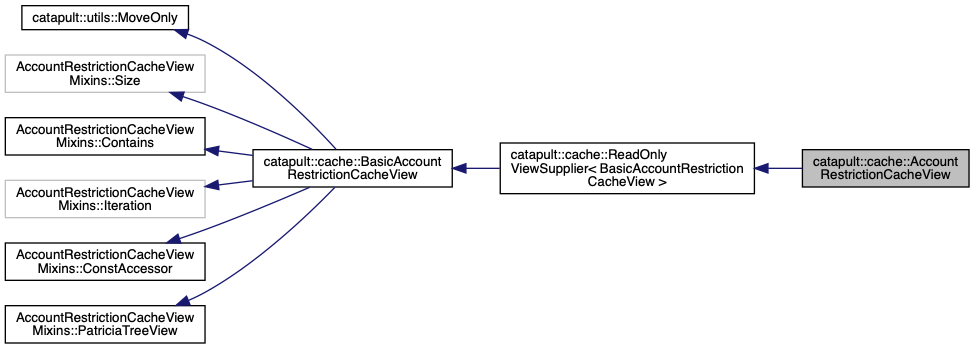 catapult::utils::MoveOnly
AccountRestrictionCacheView
Mixins::Size
AccountRestrictionCacheView
Mixins::Contains
AccountRestrictionCacheView
Mixins::Iteration
AccountRestrictionCacheView
Mixins::ConstAccessor
AccountRestrictionCacheView
Mixins::PatriciaTreeView
catapult::cache::BasicAccount
RestrictionCacheView
catapult::cache::ReadOnly
ViewSupplier< BasicAccountRestriction
CacheView >
catapult::cache::Account
RestrictionCacheView